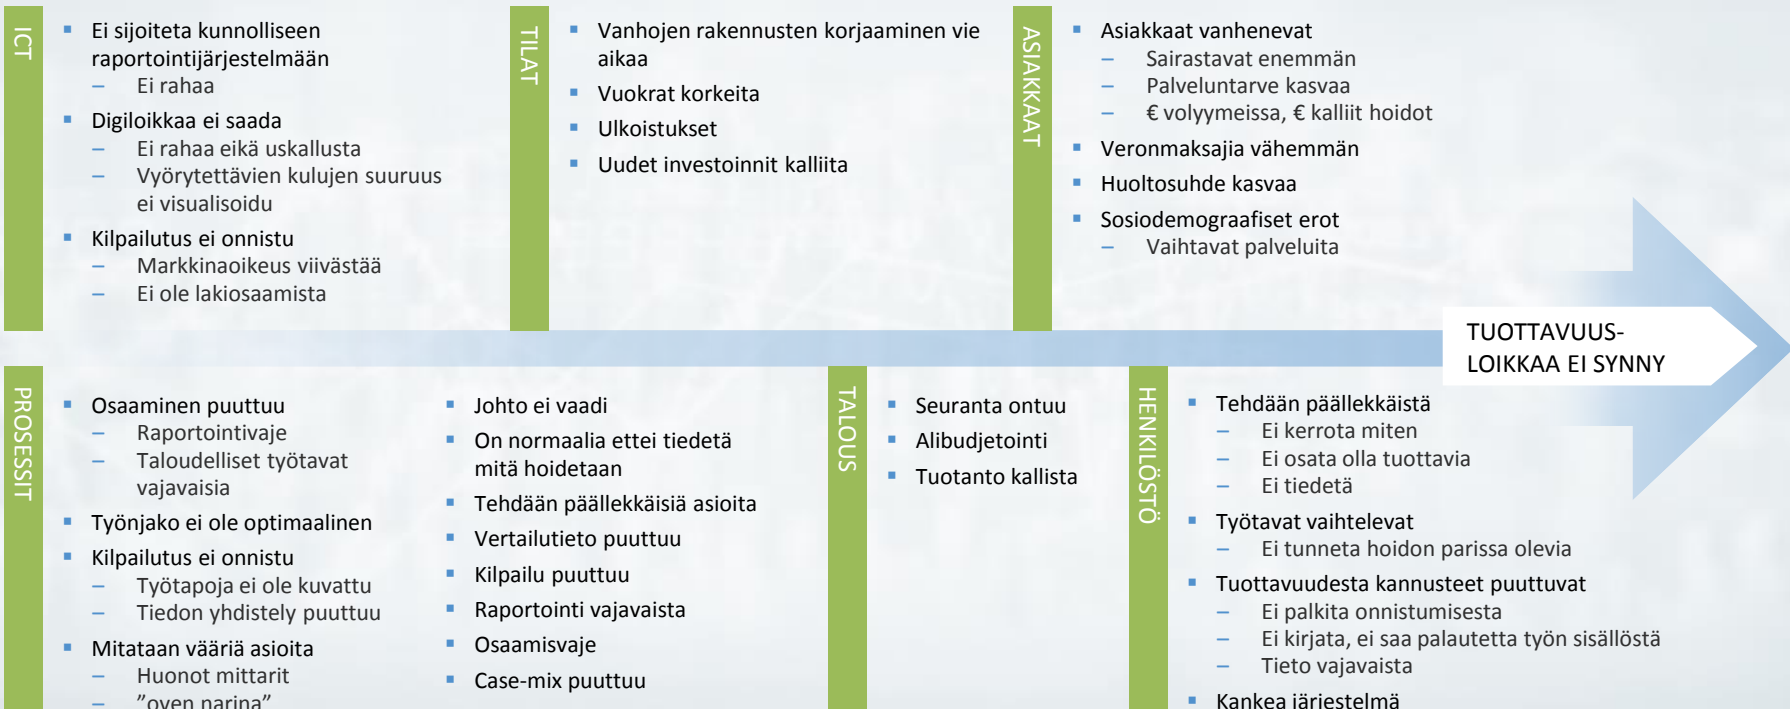 ICT
Ei sijoiteta kunnolliseen
raportointijärjestelmään
Ei rahaa
Digiloikkaa ei saada
Ei rahaa eikä uskallusta
Vyörytettävien kulujen suuruus
ei visualisoidu
Kilpailutus ei onnistu
Markkinaoikeus viivästää
Ei ole lakiosaamista
TILAT
Vanhojen rakennusten korjaaminen vie
aikaa
Vuokrat korkeita
Ulkoistukset
Uudet investoinnit kalliita
ASIAKKAAT
Asiakkaat vanhenevat
Sairastavat enemmän
Palveluntarve kasvaa
€ volyymeissa, € kalliit hoidot
Veronmaksajia vähemmän
Huoltosuhde kasvaa
Sosiodemograafiset erot
Vaihtavat palveluita
TUOTTAVUUS-
LOIKKAA EI SYNNY
PROSESSIT
Osaaminen puuttuu
Raportointivaje
Taloudelliset työtavat
vajavaisia
Työnjako ei ole optimaalinen
Kilpailutus ei onnistu
Työtapoja ei ole kuvattu
Tiedon yhdistely puuttuu
Mitataan vääriä asioita
Huonot mittarit
"oven narina"
Johto ei vaadi
On normaalia ettei tiedetä
mitä hoidetaan
Tehdään päällekkäisiä asioita
Vertailutieto puuttuu
Kilpailu puuttuu
Raportointi vajavaista
Osaamisvaje
Case-mix puuttuu
TALOUS
Seuranta ontuu
Alibudjetointi
Tuotanto kallista
HENKILÖSTÖ
Tehdään päällekkäistä
Ei kerrota miten
Ei osata olla tuottavia
Ei tiedetä
Työtavat vaihtelevat
Ei tunneta hoidon parissa olevia
Tuottavuudesta kannusteet puuttuvat
Ei palkita onnistumisesta
Ei kirjata, ei saa palautetta työn sisällöstä
Tieto vajavaista
Kankea järjestelmä